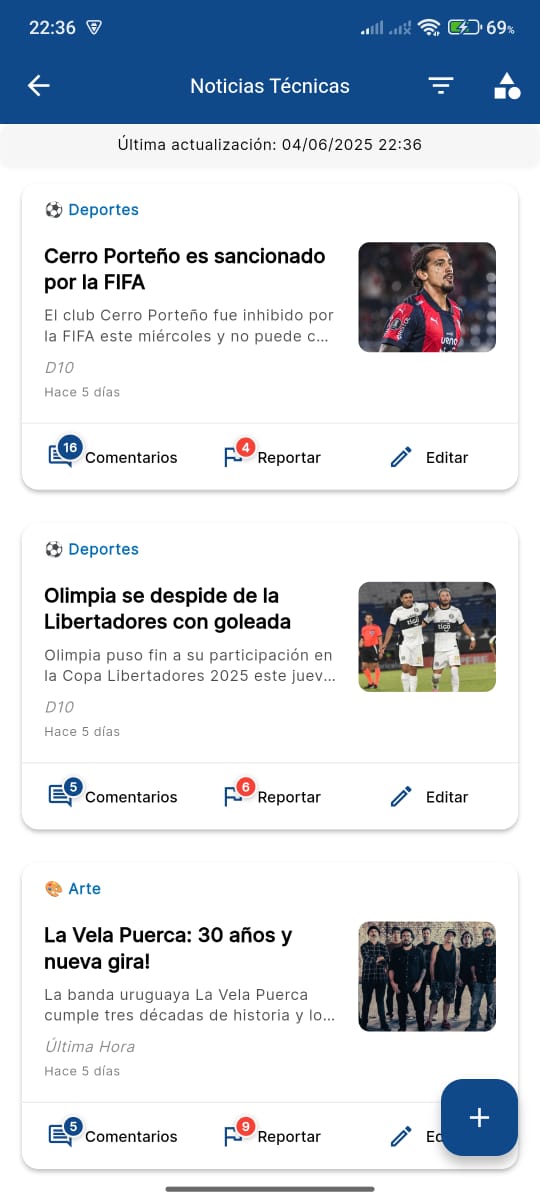 22:36
69%
Noticias Técnicas
Última actualización: 04/06/2025 22:36
Deportes
Cerro Porteño es sancionado
por la FIFA
El club Cerro Porteño fue inhibido por
la FIFA este miércoles y no puede c...
D10
Hace 5 días
16 Comentarios 4 Reportar Editar
Deportes
Olimpia se despide de la
Libertadores con goleada
Olimpia puso fin a su participación en
la Copa Libertadores 2025 este juev...
D10
Hace 5 días
5 Comentarios 6 Reportar Editar
Arte
La Vela Puerca: 30 años y
nueva gira!
La banda uruguaya La Vela Puerca
cumple tres décadas de historia y lo...
Última Hora
Hace 5 días
5 Comentarios 9 Reportar